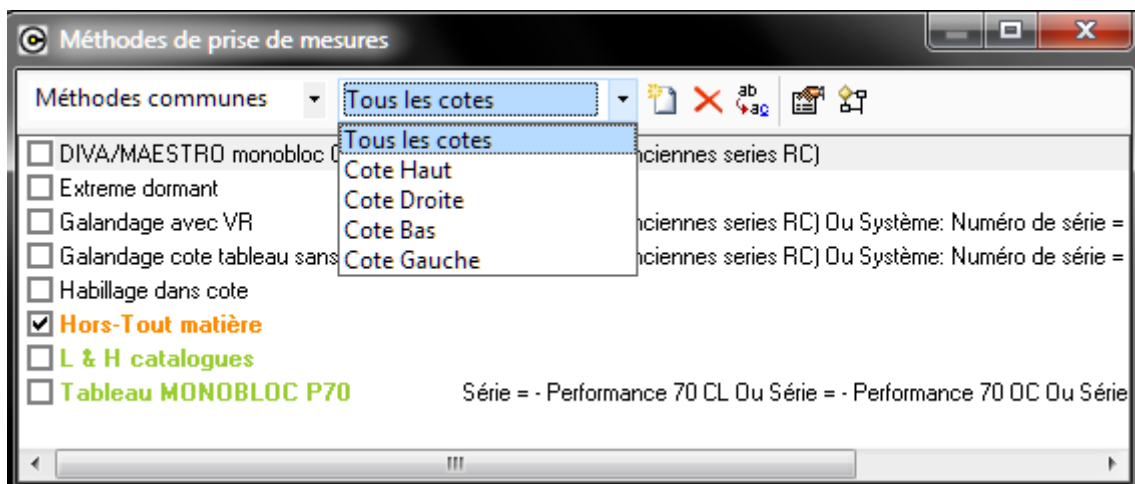 Méthodes de prise de mesures
Méthodes communes Tous les cotes
Tous les cotes
Cote Haut
Cote Droite
Cote Bas
Cote Gauche
DIVA/MAESTRO monobloc nciennes series RC)
Extreme dormant
Galandage avec VR nciennes series RC) Ou Système: Numéro de série =
Galandage cote tableau sans nciennes series RC) Ou Système: Numéro de série =
Habillage dans cote
Hors-Tout matière
L & H catalogues
Tableau MONOBLOC P70 Série = - Performance 70 CL Ou Série = - Performance 70 OC Ou Série